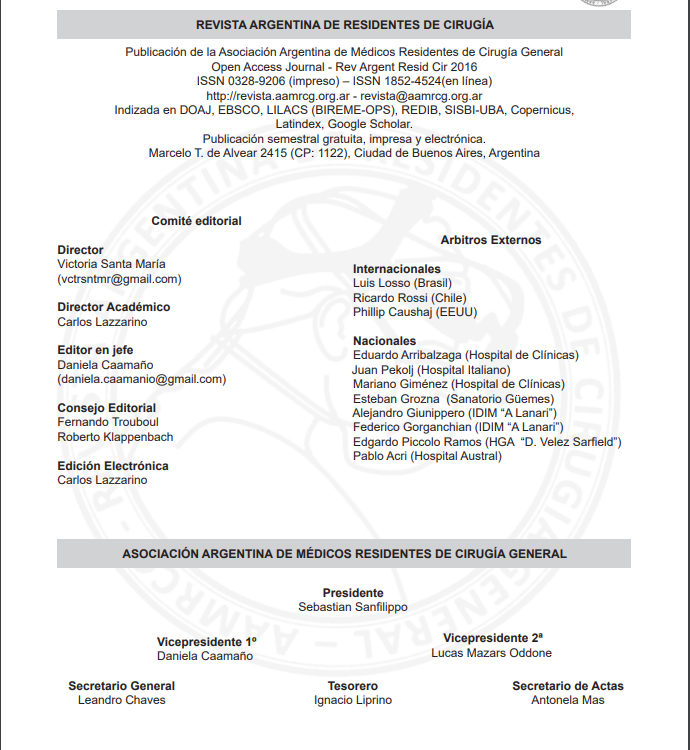 REVISTA ARGENTINA DE RESIDENTES DE CIRUGÍA
Publicación de la Asociación Argentina de Médicos Residentes de Cirugía General
Open Access Journal - Rev Argent Resid Cir 2016
ISSN 0328-9206 (impreso) – ISSN 1852-4524(en línea)
http://revista.aamrcg.org.ar - revista@aamrcg.org.ar
Indizada en DOAJ, EBSCO, LILACS (BIREME-OPS), REDIB, SISBI-UBA, Copernicus,
Latindex, Google Scholar.
Publicación semestral gratuita, impresa y electrónica.
Marcelo T. de Alvear 2415 (CP: 1122), Ciudad de Buenos Aires, Argentina
Comité editorial
Director
Victoria Santa María
(vctrsntmr@gmail.com)
Director Académico
Carlos Lazzarino
Editor en jefe
Daniela Caamaño
(daniela.caamanio@gmail.com)
Consejo Editorial
Fernando Trouboul
Roberto Klappenbach
Edición Electrónica
Carlos Lazzarino
Arbitros Externos
Internacionales
Luis Losso (Brasil)
Ricardo Rossi (Chile)
Phillip Caushaj (EEUU)
Nacionales
Eduardo Arribalzaga (Hospital de Clínicas)
Juan Pekolj (Hospital Italiano)
Mariano Giménez (Hospital de Clínicas)
Esteban Grozna (Sanatorio Güemes)
Alejandro Giunippero (IDIM “A Lanari”)
Federico Gorganchian (IDIM “A Lanari”)
Edgardo Piccolo Ramos (HGA “D. Velez Sarfield”)
Pablo Acri (Hospital Austral)
ASOCIACIÓN ARGENTINA DE MÉDICOS RESIDENTES DE CIRUGÍA GENERAL
Presidente
Sebastian Sanfilippo
Vicepresidente 1º
Daniela Caamaño
Vicepresidente 2ª
Lucas Mazars Oddone
Secretario General
Leandro Chaves
Tesorero
Ignacio Liprino
Secretario de Actas
Antonela Mas